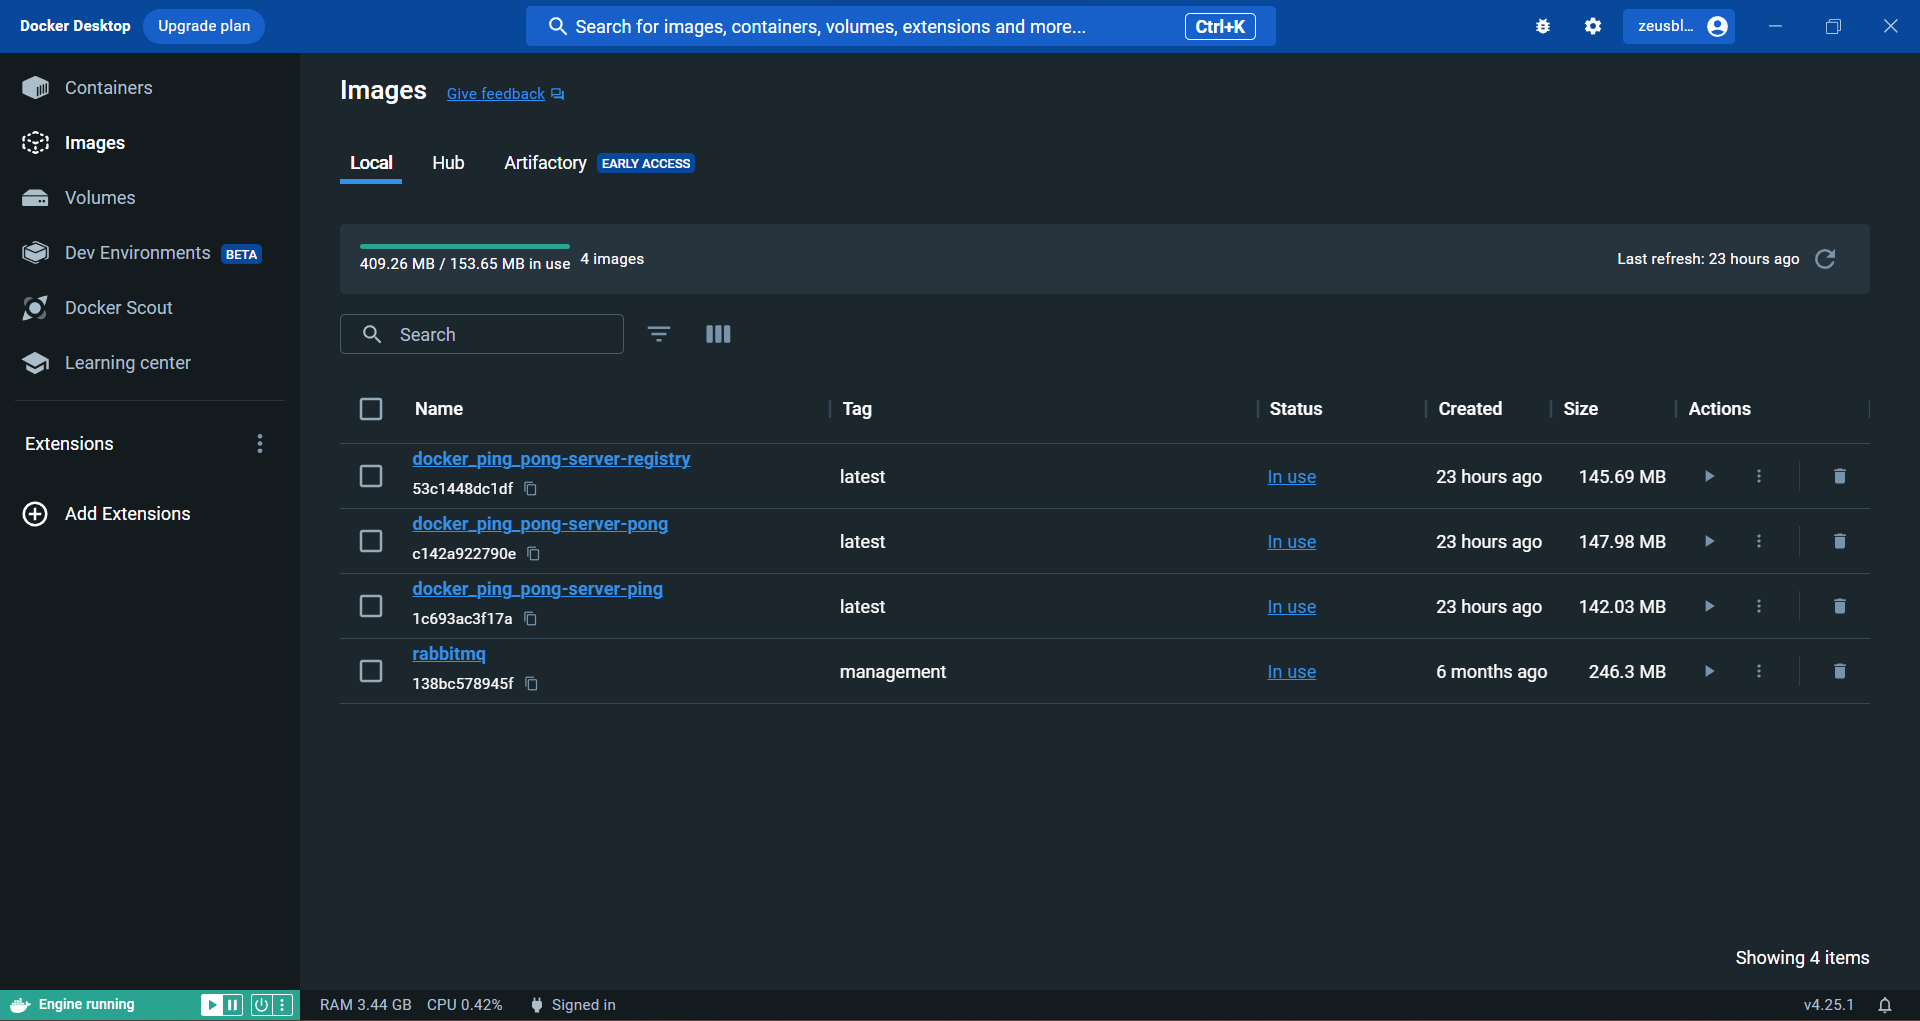 Docker Desktop Upgrade plan Search for images, containers, volumes, extensions and more... Ctrl+K zeusbl...
Containers
Images
Volumes
Dev Environments BETA
Docker Scout
Learning center
Extensions
Add Extensions
Images Give feedback
Local Hub Artifactory EARLY ACCESS
409.26 MB / 153.65 MB in use 4 images Last refresh: 23 hours ago
Search
Name Tag Status Created Size Actions
docker_ping_pong-server-registry
53c1448dc1df latest In use 23 hours ago 145.69 MB
docker_ping_pong-server-pong
c142a922790e latest In use 23 hours ago 147.98 MB
docker_ping_pong-server-ping
1c693ac3f17a latest In use 23 hours ago 142.03 MB
rabbitmq
138bc578945f management In use 6 months ago 246.3 MB
Showing 4 items
Engine running RAM 3.44 GB CPU 0.42% Signed in v4.25.1